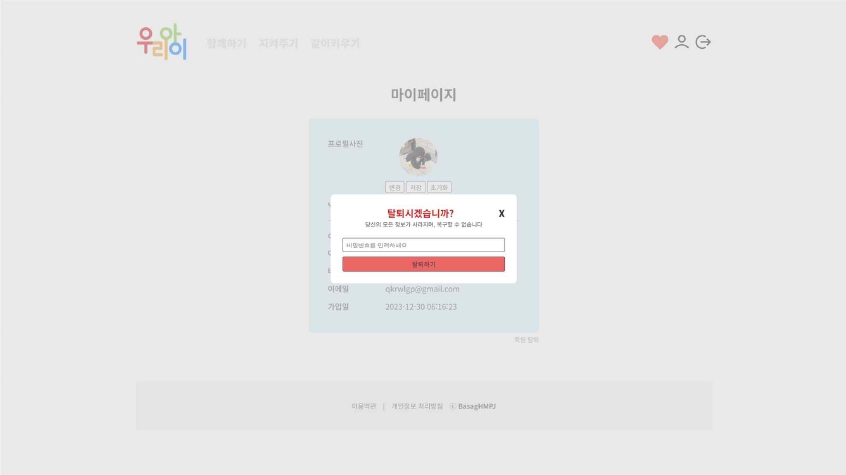 우리아이
함께하기 지켜주기 같이키우기
마이페이지
프로필사진
변경 저장 초기화
탈퇴시겠습니까?
X
당신의 모든 정보가 사라지며, 복구할 수 없습니다
비밀번호를 입력하세요
탈퇴하기
이메일 qkrwlgp@gmail.com
가입일 2023-12-30 06:16:23
회원 탈퇴
이용약관 | 개인정보 처리방침 ⓒ BasagHMPJ